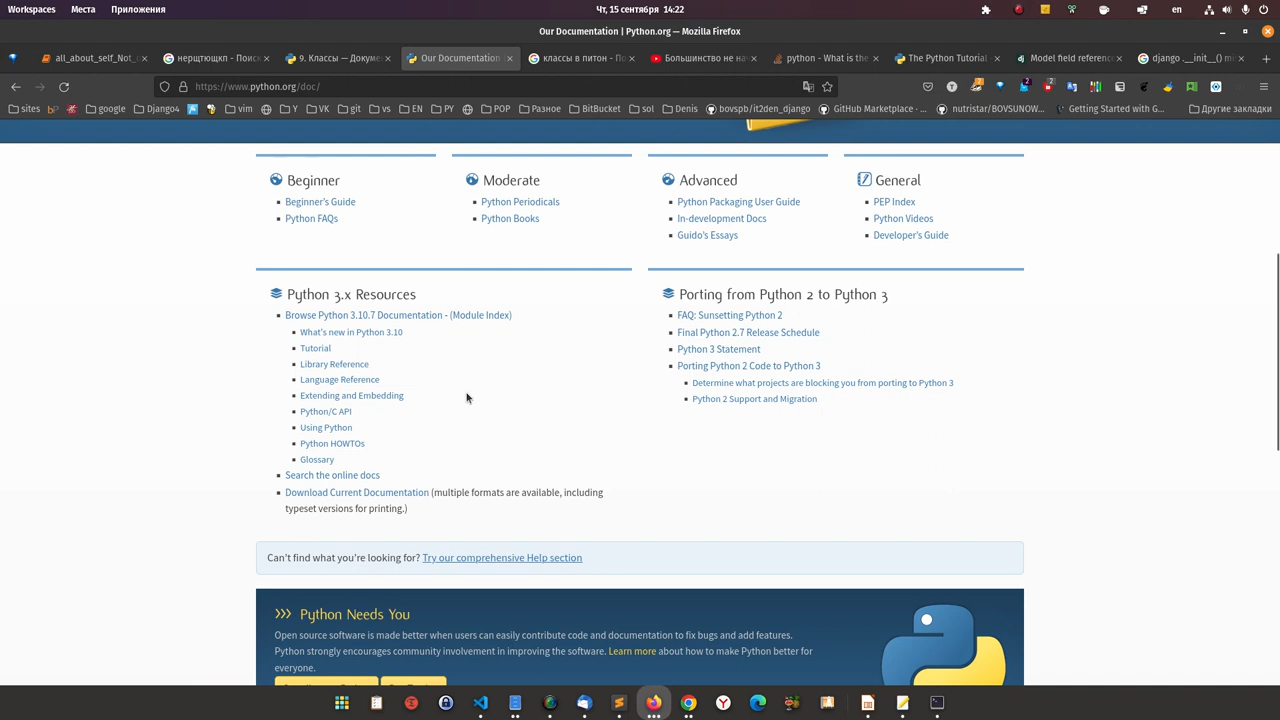 Workspaces Места Приложения Чт, 15 сентября 14:22 en
Our Documentation | Python.org — Mozilla Firefox
all_about_self_Not_ нерщтющкп - Поиск 9. Классы — Докуме Our Documentation классы в питон - По Большинство не на python - What is the The Python Tutorial Model field referenc django .__init__() mi
https://www.python.org/doc/
sites bP google Django4 vim Y VK git vs EN PY POP Разное BitBucket sol Denis bovspb/it2den_django GitHub Marketplace · ... nutristar/BOVSUNOW... Getting Started with G... Другие закладки
Beginner
Beginner's Guide
Python FAQs
Moderate
Python Periodicals
Python Books
Advanced
Python Packaging User Guide
In-development Docs
Guido's Essays
General
PEP Index
Python Videos
Developer's Guide
Python 3.x Resources
Browse Python 3.10.7 Documentation - (Module Index)
What's new in Python 3.10
Tutorial
Library Reference
Language Reference
Extending and Embedding
Python/C API
Using Python
Python HOWTOs
Glossary
Search the online docs
Download Current Documentation (multiple formats are available, including
typeset versions for printing.)
Porting from Python 2 to Python 3
FAQ: Sunsetting Python 2
Final Python 2.7 Release Schedule
Python 3 Statement
Porting Python 2 Code to Python 3
Determine what projects are blocking you from porting to Python 3
Python 2 Support and Migration
Can't find what you're looking for? Try our comprehensive Help section
>>> Python Needs You
Open source software is made better when users can easily contribute code and documentation to fix bugs and add features.
Python strongly encourages community involvement in improving the software. Learn more about how to make Python better for
everyone.